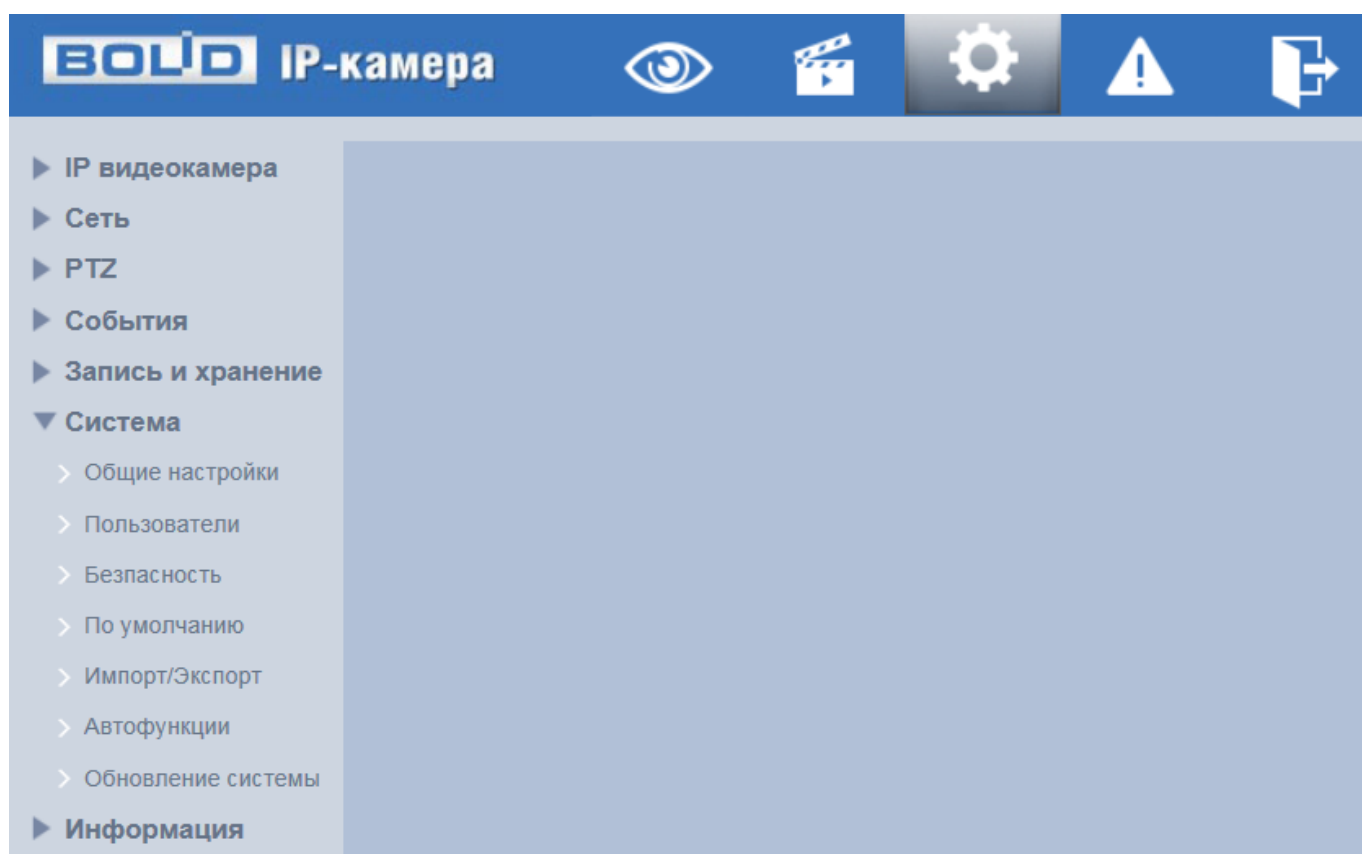 BOLID IP-камера
IP видеокамера
Сеть
PTZ
События
Запись и хранение
Система
Общие настройки
Пользователи
Безпасность
По умолчанию
Импорт/Экспорт
Автофункции
Обновление системы
Информация